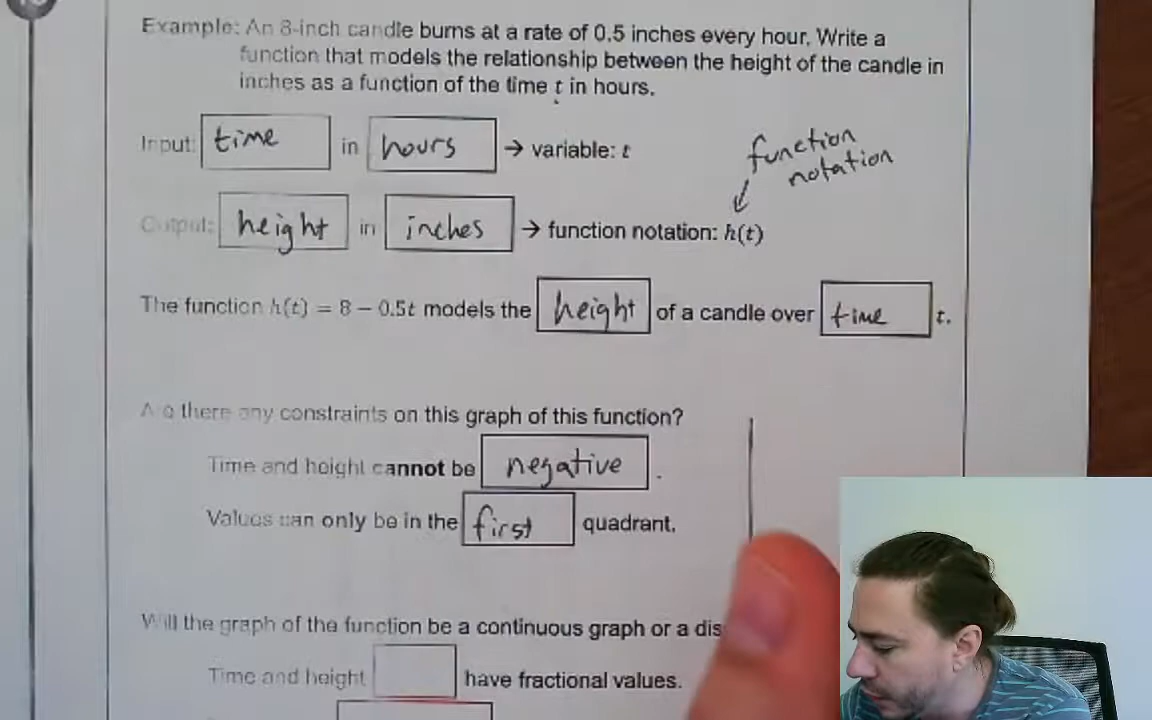 Example: An 8-inch candle burns at a rate of 0.5 inches every hour. Write a
function that models the relationship between the height of the candle in
inches as a function of the time t in hours.
Input: time in hours → variable: t
function
notation
Output: height in inches → function notation: h(t)
The function h(t) = 8 − 0.5t models the height of a candle over time t.
Are there any constraints on this graph of this function?
Time and height cannot be negative.
Values can only be in the first quadrant.
Will the graph of the function be a continuous graph or a
Time and height have fractional values.